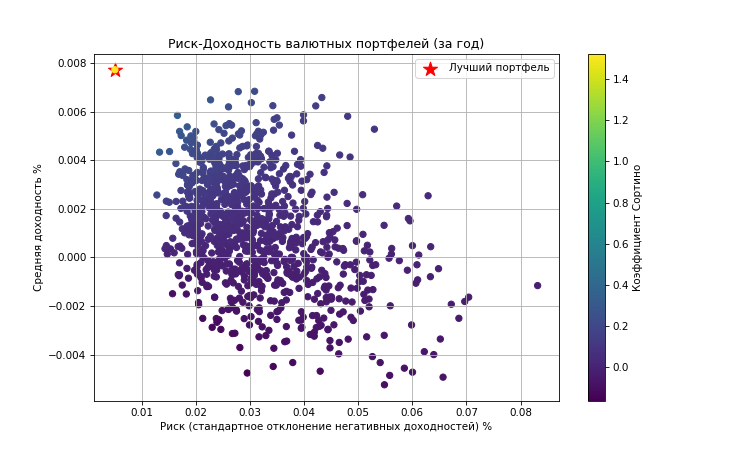 Риск-Доходность валютных портфелей (за год)
Лучший портфель
0.008
0.006
0.004
0.002
0.000
−0.002
−0.004
Средняя доходность %
0.01 0.02 0.03 0.04 0.05 0.06 0.07 0.08
Риск (стандартное отклонение негативных доходностей) %
1.4
1.2
1.0
0.8
0.6
0.4
0.2
0.0
Коэффициент Сортино